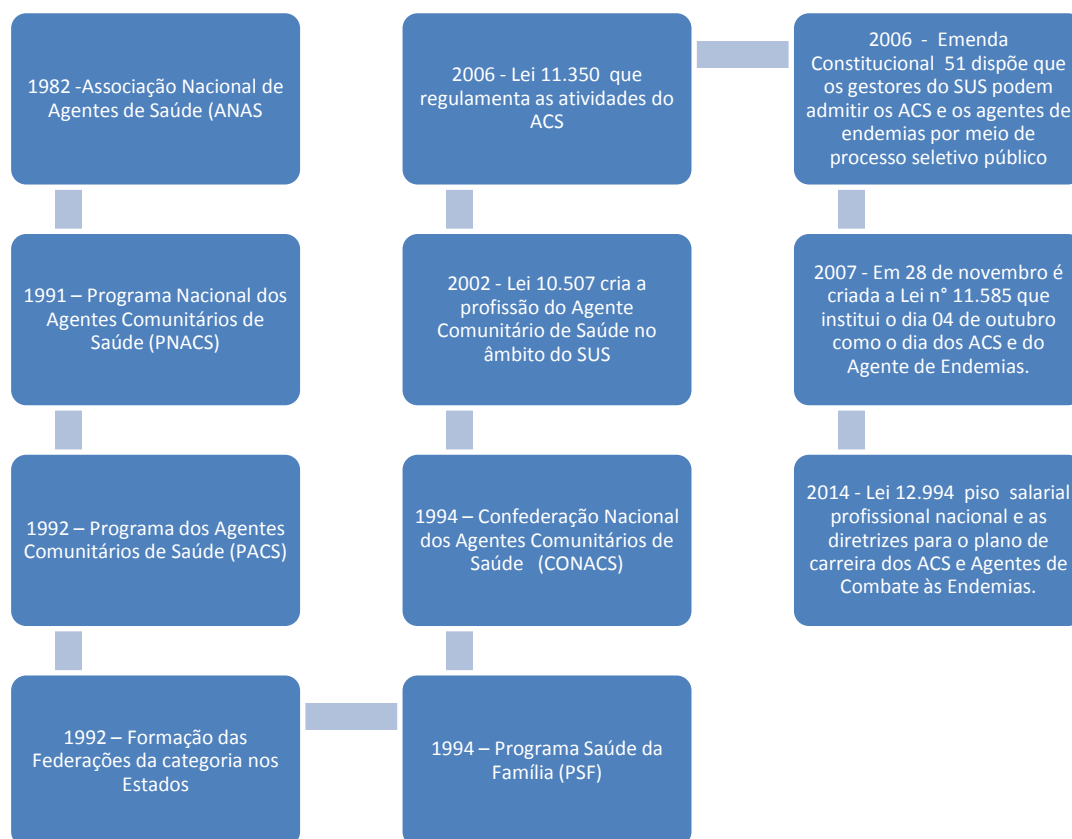 1982 -Associação Nacional de
Agentes de Saúde (ANAS
1991 – Programa Nacional dos
Agentes Comunitários de
Saúde (PNACS)
1992 – Programa dos Agentes
Comunitários de Saúde (PACS)
1992 – Formação das
Federações da categoria nos
Estados
1994 – Programa Saúde da
Família (PSF)
1994 – Confederação Nacional
dos Agentes Comunitários de
Saúde (CONACS)
2002 - Lei 10.507 cria a
profissão do Agente
Comunitário de Saúde no
âmbito do SUS
2006 - Lei 11.350 que
regulamenta as atividades do
ACS
2006 - Emenda
Constitucional 51 dispõe que
os gestores do SUS podem
admitir os ACS e os agentes de
endemias por meio de
processo seletivo público
2007 - Em 28 de novembro é
criada a Lei n° 11.585 que
institui o dia 04 de outubro
como o dia dos ACS e do
Agente de Endemias.
2014 - Lei 12.994 piso salarial
profissional nacional e as
diretrizes para o plano de
carreira dos ACS e Agentes de
Combate às Endemias.